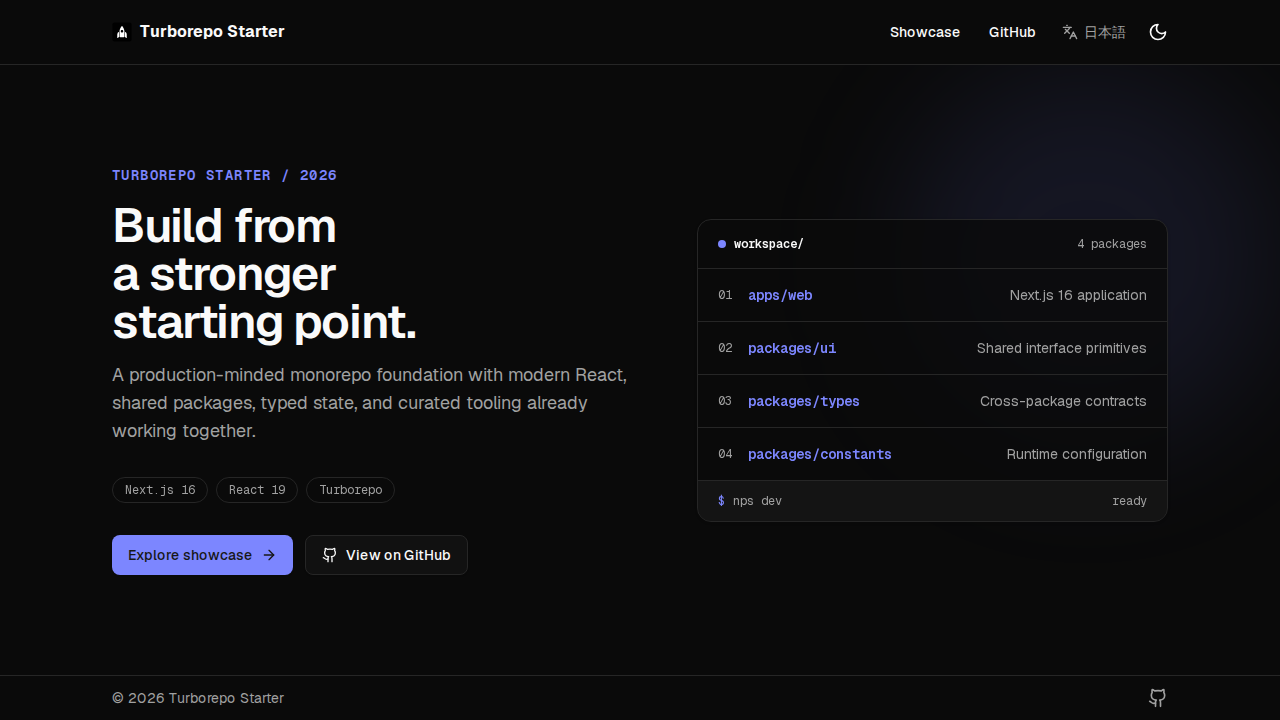 Turborepo Starter
Showcase
GitHub
日本語
TURBOREPO STARTER / 2026
Build from
a stronger
starting point.
A production-minded monorepo foundation with modern React,
shared packages, typed state, and curated tooling already
working together.
Next.js 16
React 19
Turborepo
Explore showcase
View on GitHub
workspace/
4 packages
01 apps/web Next.js 16 application
02 packages/ui Shared interface primitives
03 packages/types Cross-package contracts
04 packages/constants Runtime configuration
$ nps dev
ready
© 2026 Turborepo Starter